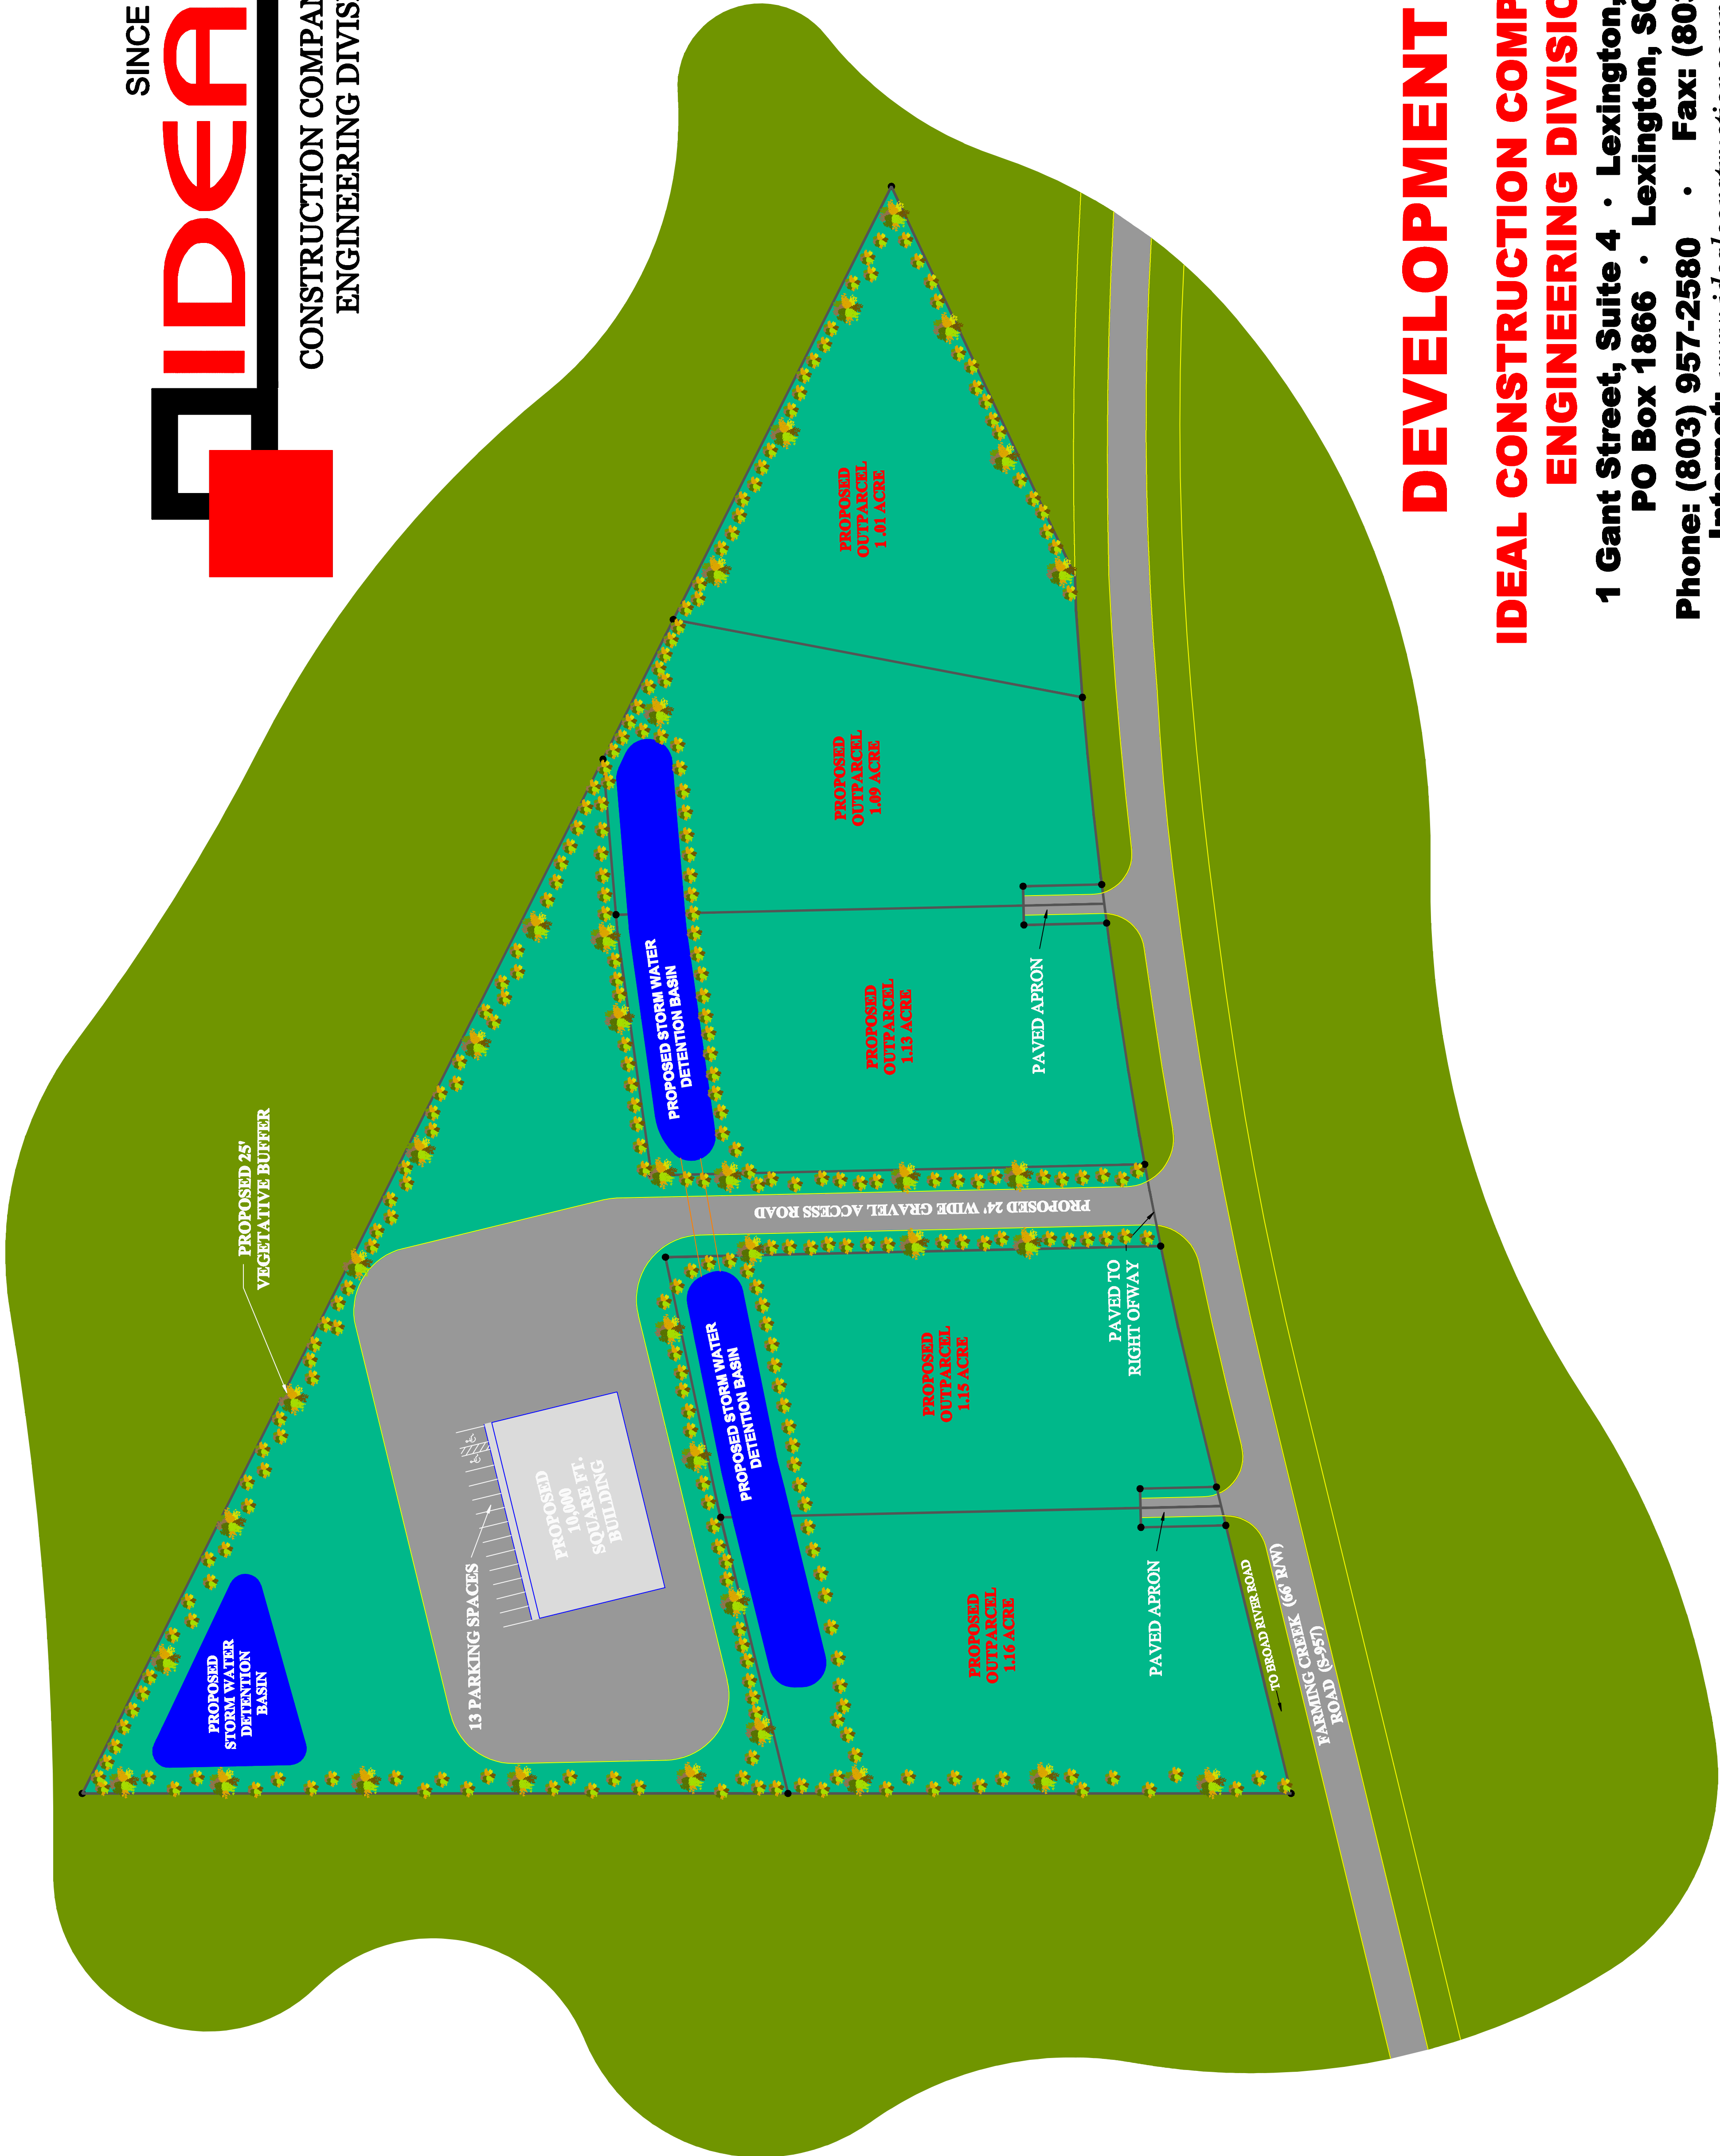 SINCE
IDEA
CONSTRUCTION COMPAN
ENGINEERING DIVIS
PROPOSED 25'
VEGETATIVE BUFFER
PROPOSED
STORM WATER
DETENTION
BASIN
13 PARKING SPACES
PROPOSED
10,000
SQUARE FT.
BUILDING
PROPOSED STORM WATER
DETENTION BASIN
PROPOSED STORM WATER
DETENTION BASIN
PROPOSED 24' WIDE GRAVEL ACCESS ROAD
PROPOSED
OUTPARCEL
1.16 ACRE
PROPOSED
OUTPARCEL
1.15 ACRE
PROPOSED
OUTPARCEL
1.13 ACRE
PROPOSED
OUTPARCEL
1.09 ACRE
PROPOSED
OUTPARCEL
1 .01 ACRE
PAVED APRON
PAVED TO
RIGHT OFWAY
PAVED APRON
TO BROAD RIVER ROAD
FARMING CREEK (66' R/W)
ROAD (S-957)
DEVELOPMENT
IDEAL CONSTRUCTION COMP
ENGINEERING DIVISIO
1 Gant Street, Suite 4 · Lexington,
PO Box 1866 · Lexington, SC
Phone: (803) 957-2580 · Fax: (803